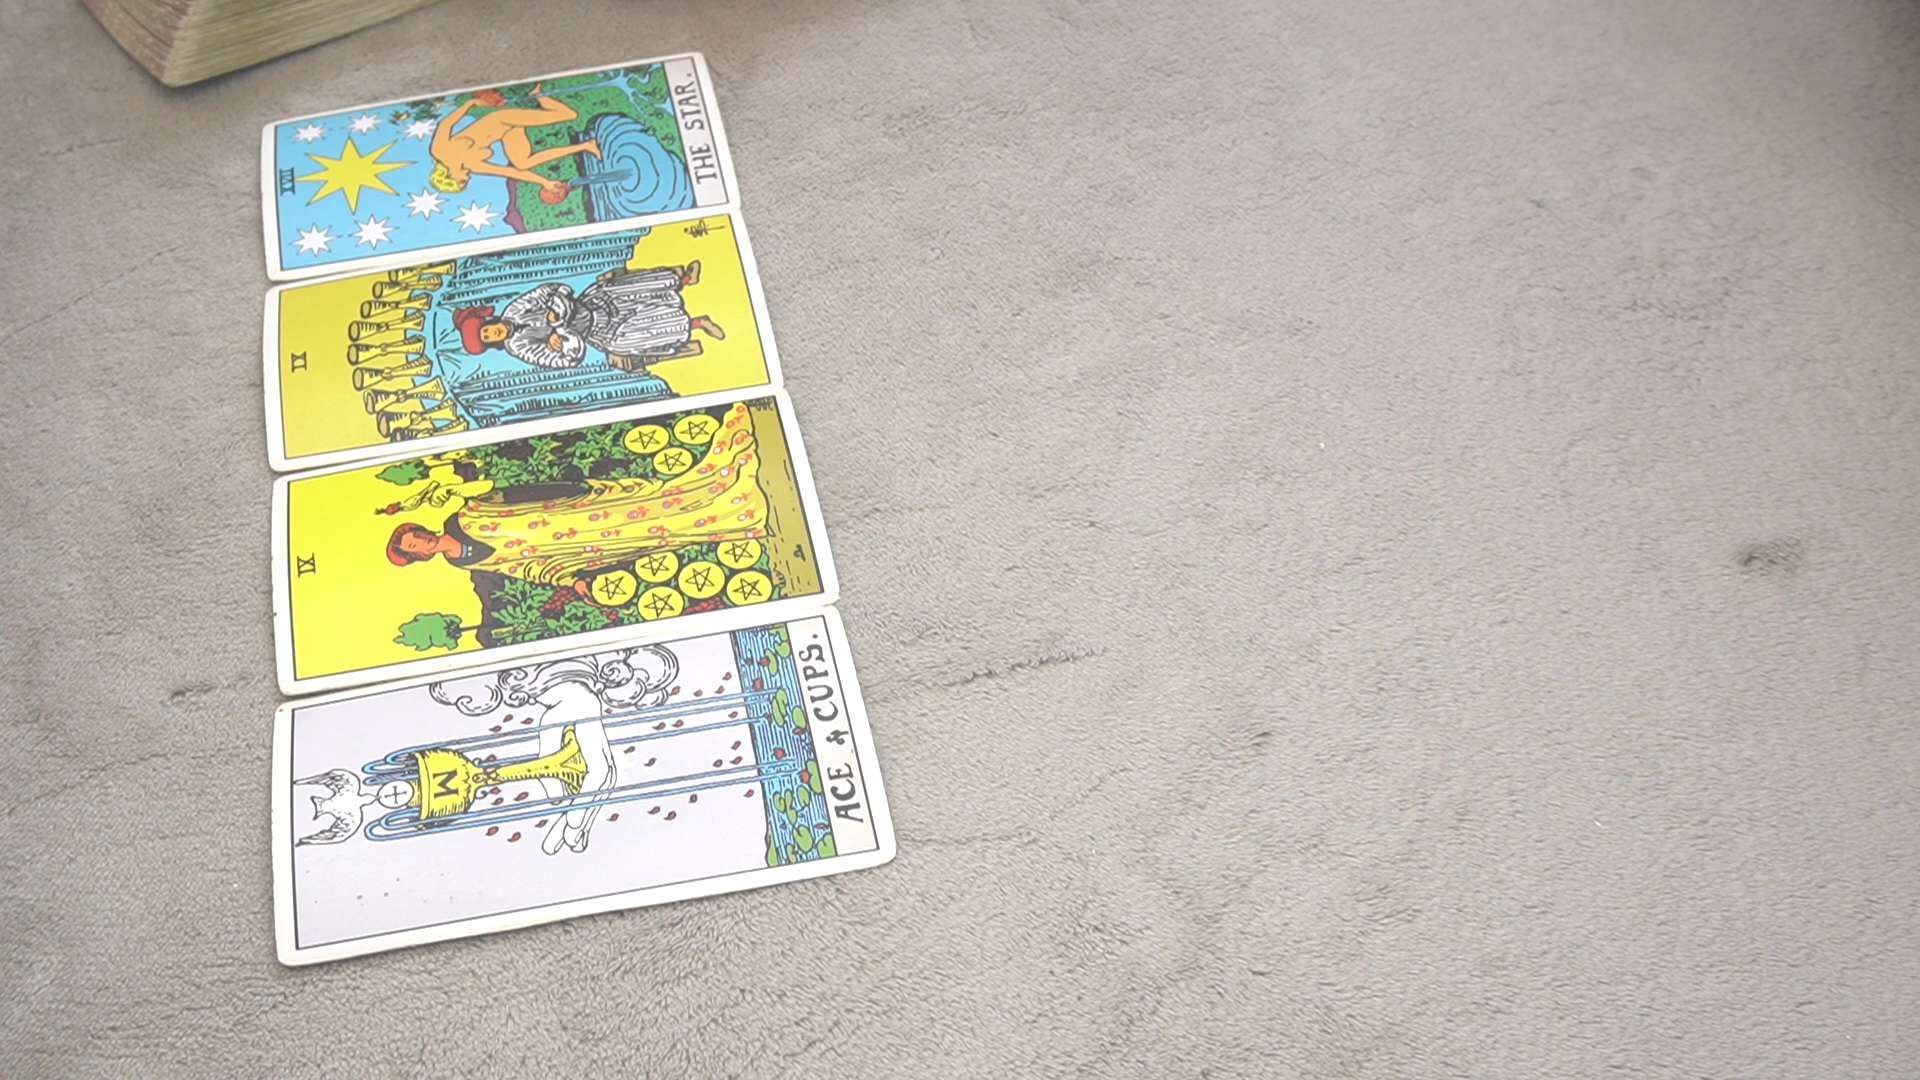 XVII
THE STAR.
IX
IX
W
ACE of CUPS.